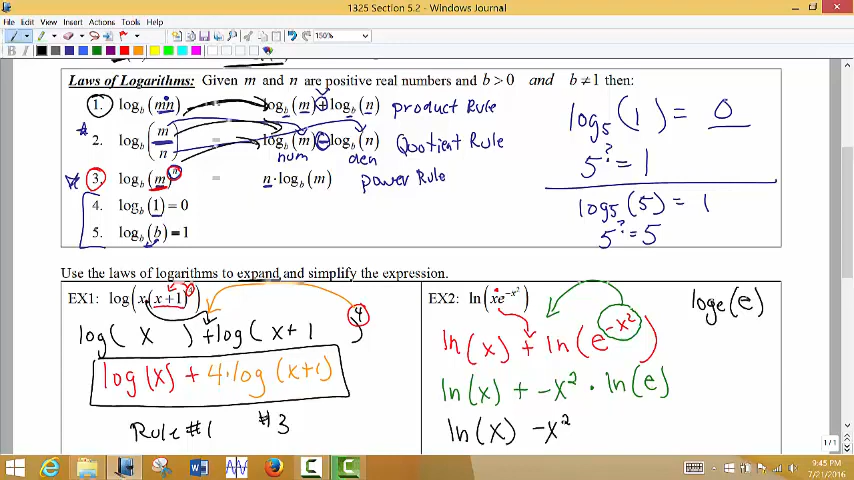 1325 Section 5.2 - Windows Journal
File Edit View Insert Actions Tools Help
150%
B I
Laws of Logarithms: Given m and n are positive real numbers and b > 0 and b ≠ 1 then:
1. log_b (mn) = log_b (m) + log_b (n) product Rule
2. log_b (m/n) = log_b (m) - log_b (n) Quotient Rule
num den
3. log_b (m)^n = n · log_b (m) power Rule
4. log_b (1) = 0
5. log_b (b) = 1
log5 (1) = 0
5^? = 1
log5 (5) = 1
5^? = 5
Use the laws of logarithms to expand and simplify the expression.
EX1: log(x(x+1)^4)
log( x ) + log( x+1 )^4
log(x) + 4·log(x+1)
Rule #1 #3
EX2: ln(xe^-x²)
loge(e)
ln(x) + ln(e^-x²)
ln(x) + -x² · ln(e)
ln(x) -x²
1/1
9:45 PM
7/21/2016